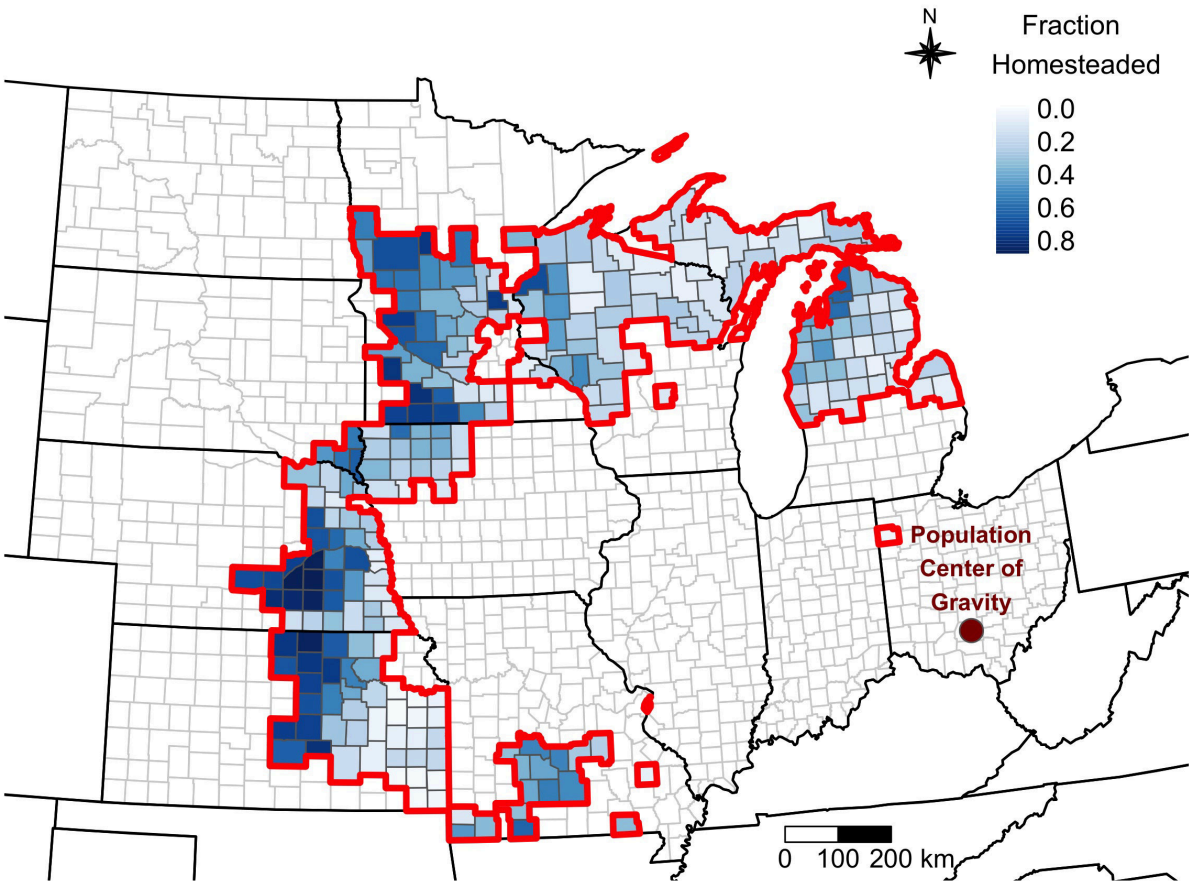 N
Fraction
Homesteaded
0.0
0.2
0.4
0.6
0.8
Population
Center of
Gravity
0 100 200 km